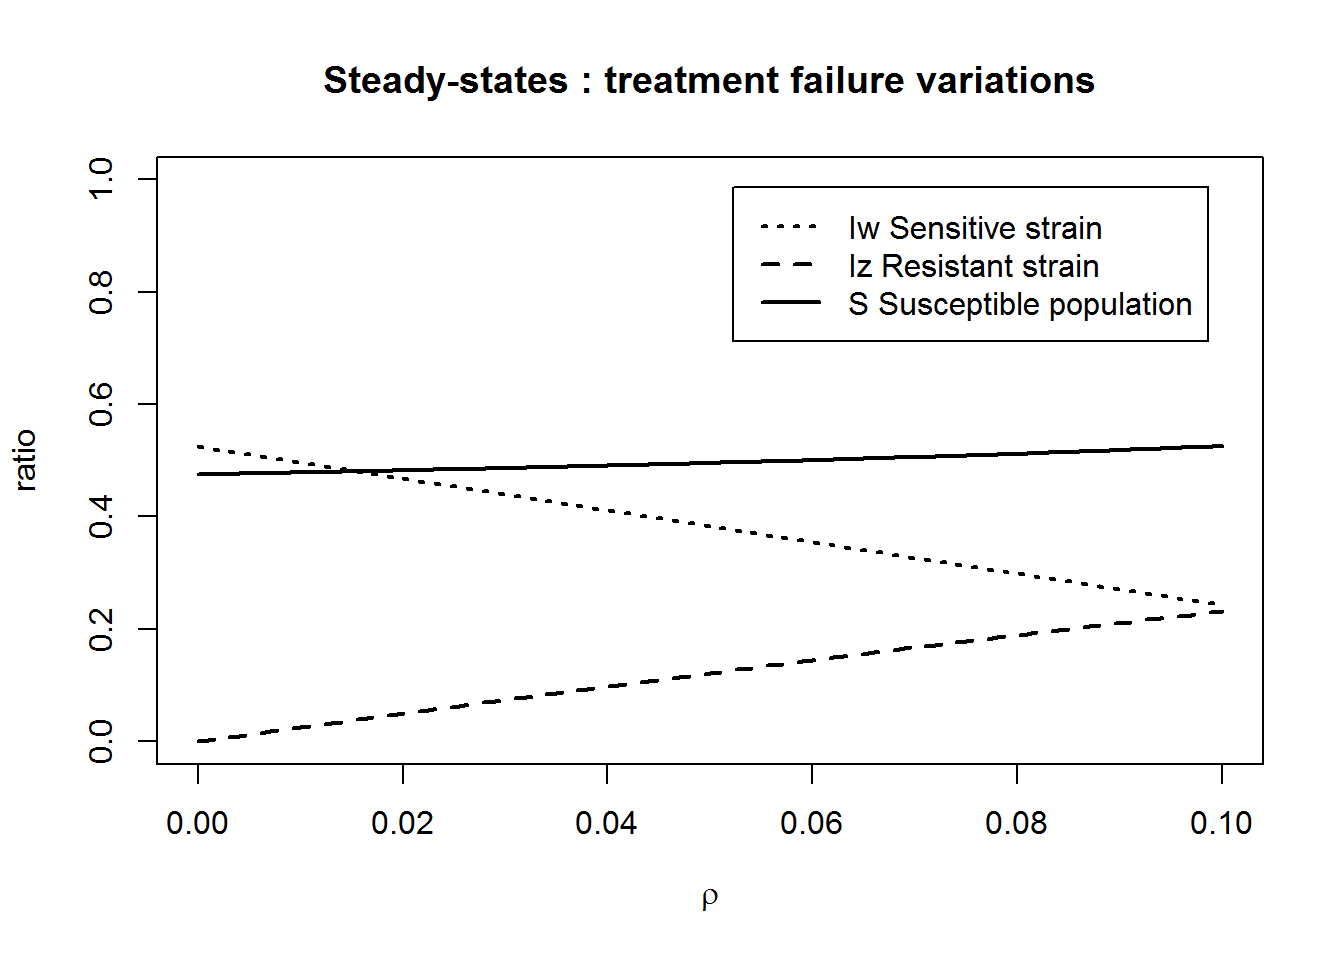 Steady-states : treatment failure variations
1.0
0.8
0.6
0.4
0.2
0.0
ratio
Iw Sensitive strain
Iz Resistant strain
S Susceptible population
0.00 0.02 0.04 0.06 0.08 0.10
ρ